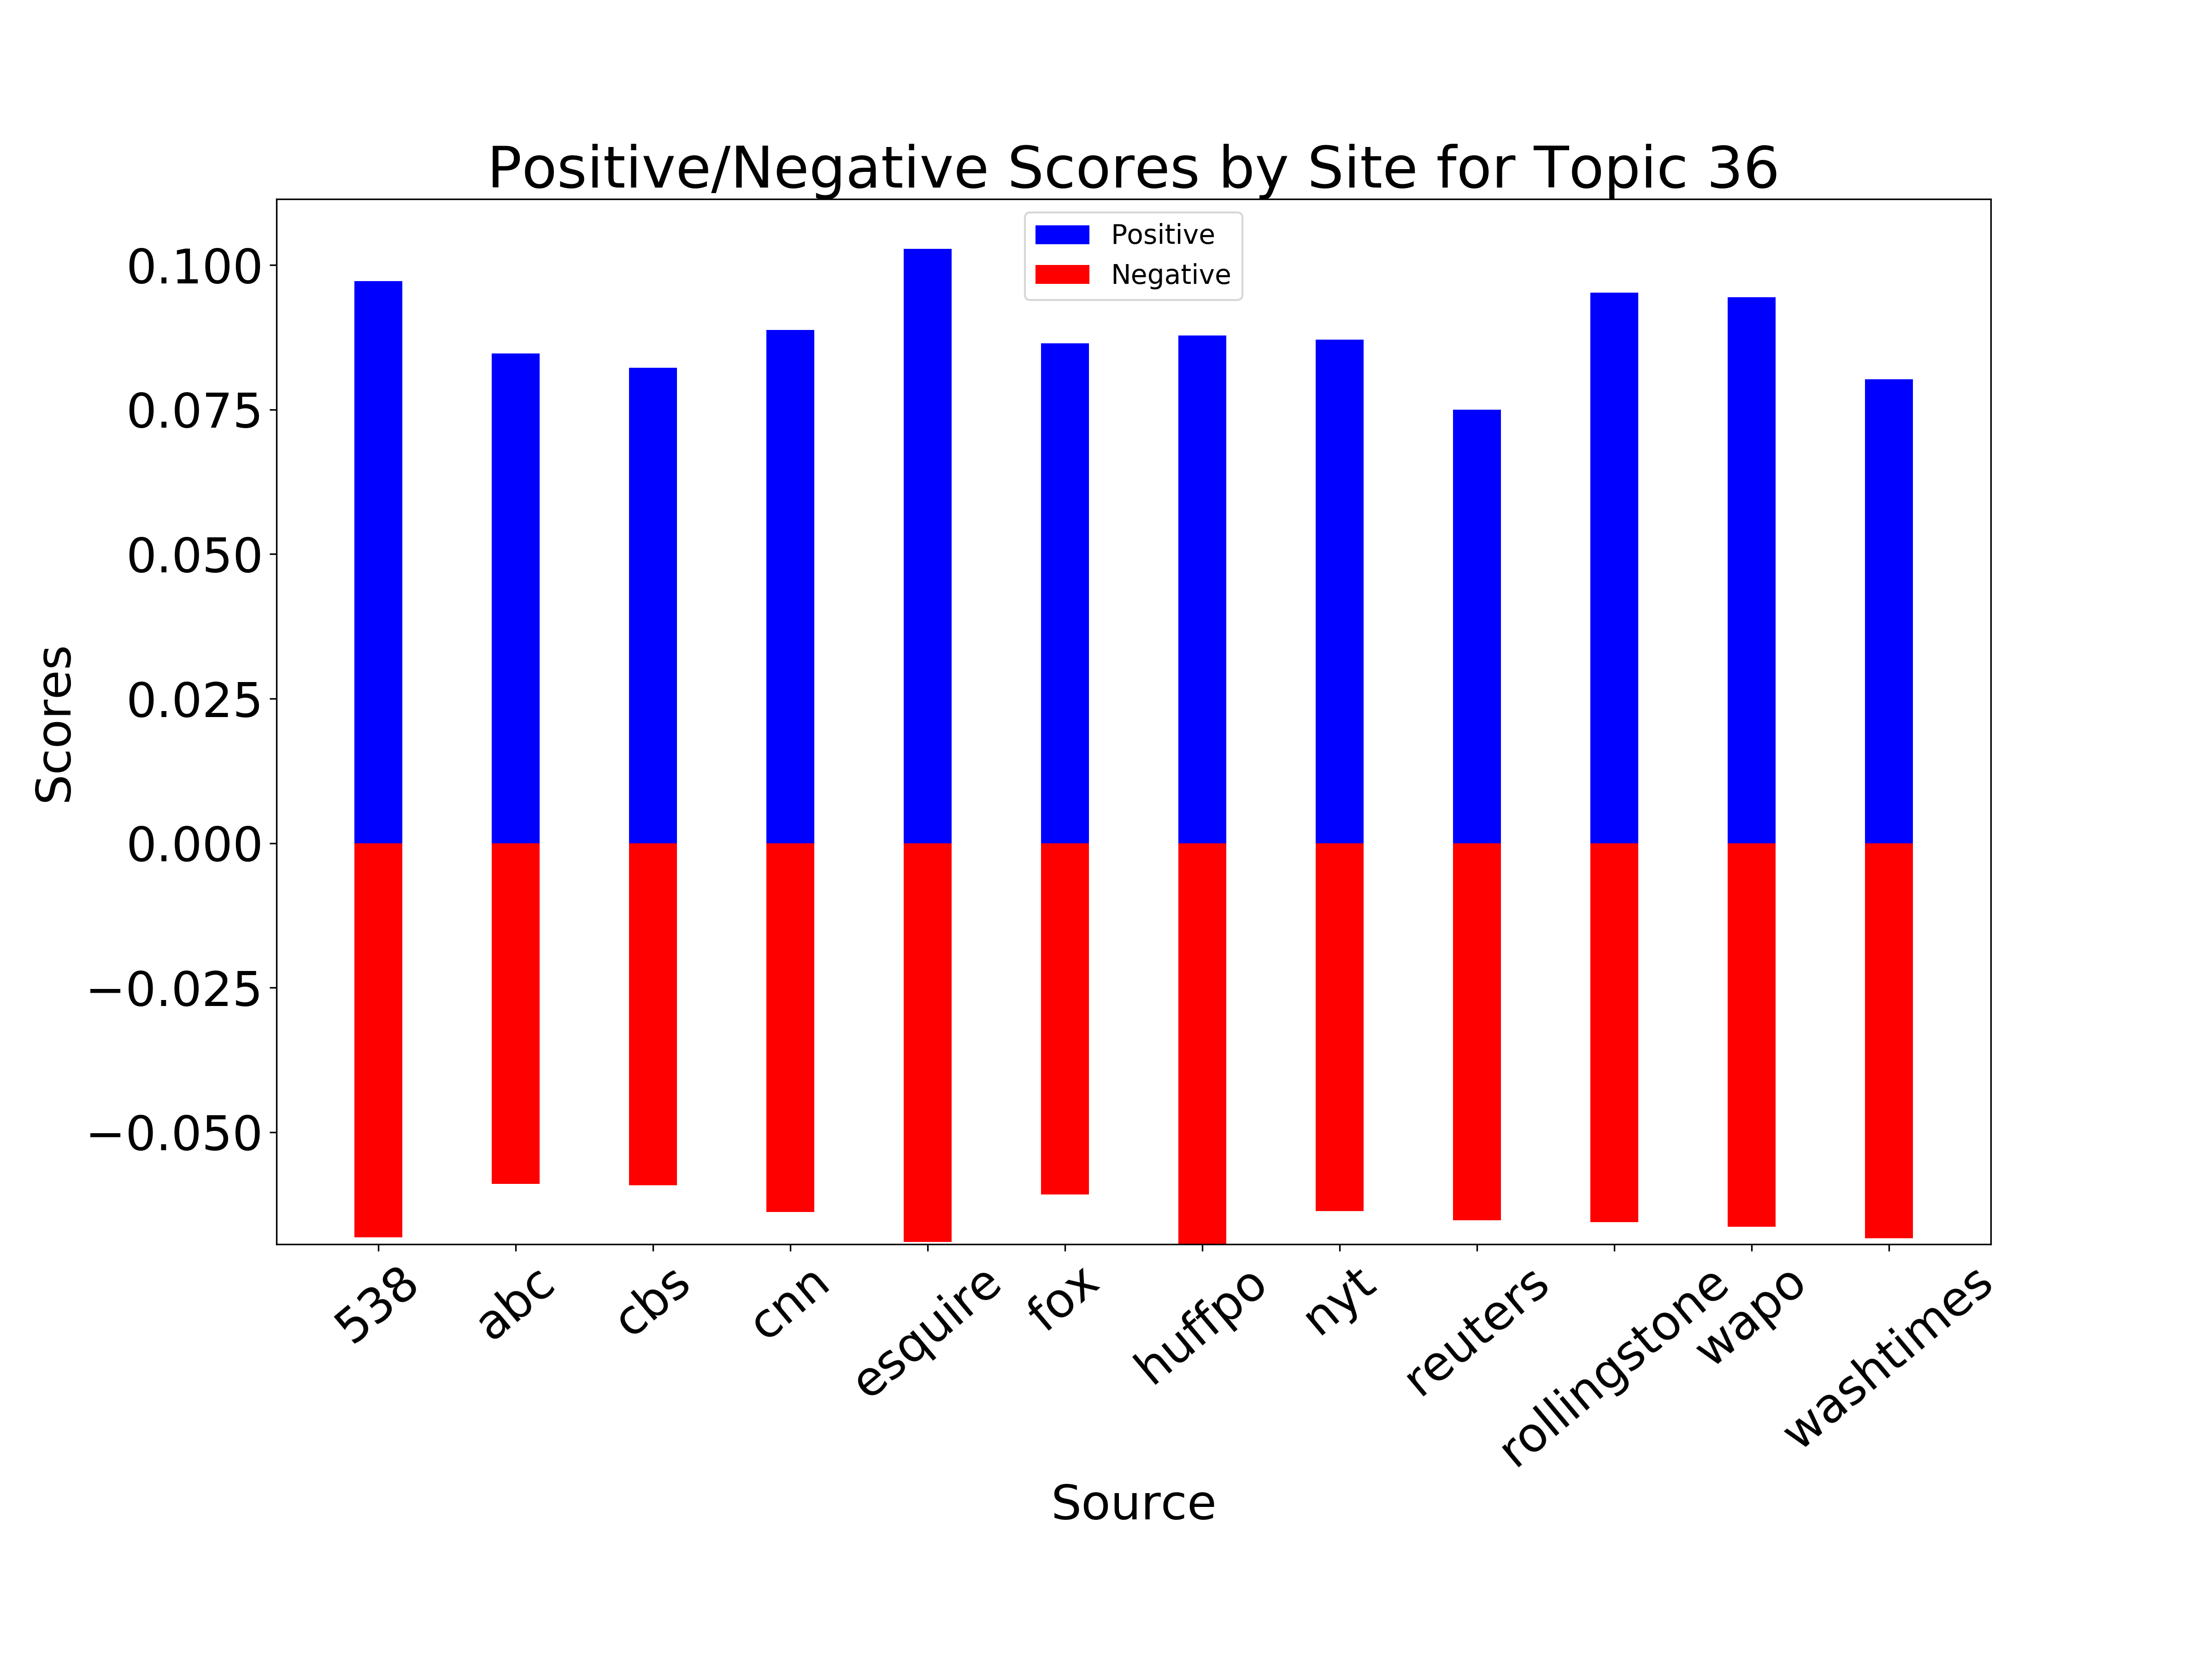 Positive/Negative Scores by Site for Topic 36
Positive
Negative
0.100
0.075
0.050
0.025
0.000
−0.025
−0.050
Scores
538
abc
cbs
cnn
esquire
fox
huffpo
nyt
reuters
rollingstone
wapo
washtimes
Source